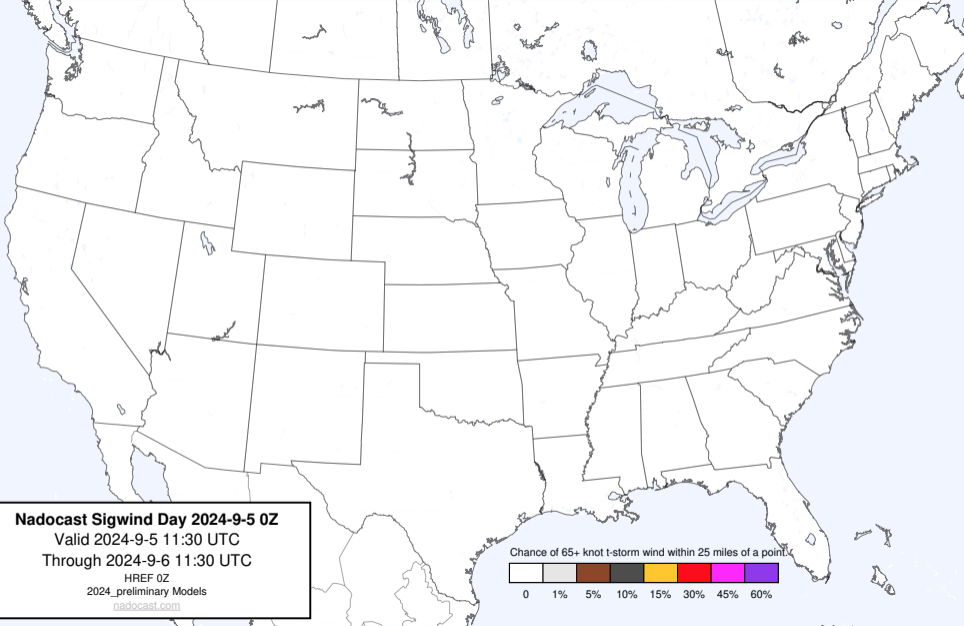 Nadocast Sigwind Day 2024-9-5 0Z
Valid 2024-9-5 11:30 UTC
Through 2024-9-6 11:30 UTC
HREF 0Z
2024_preliminary Models
nadocast.com
Chance of 65+ knot t-storm wind within 25 miles of a point.
0 1% 5% 10% 15% 30% 45% 60%